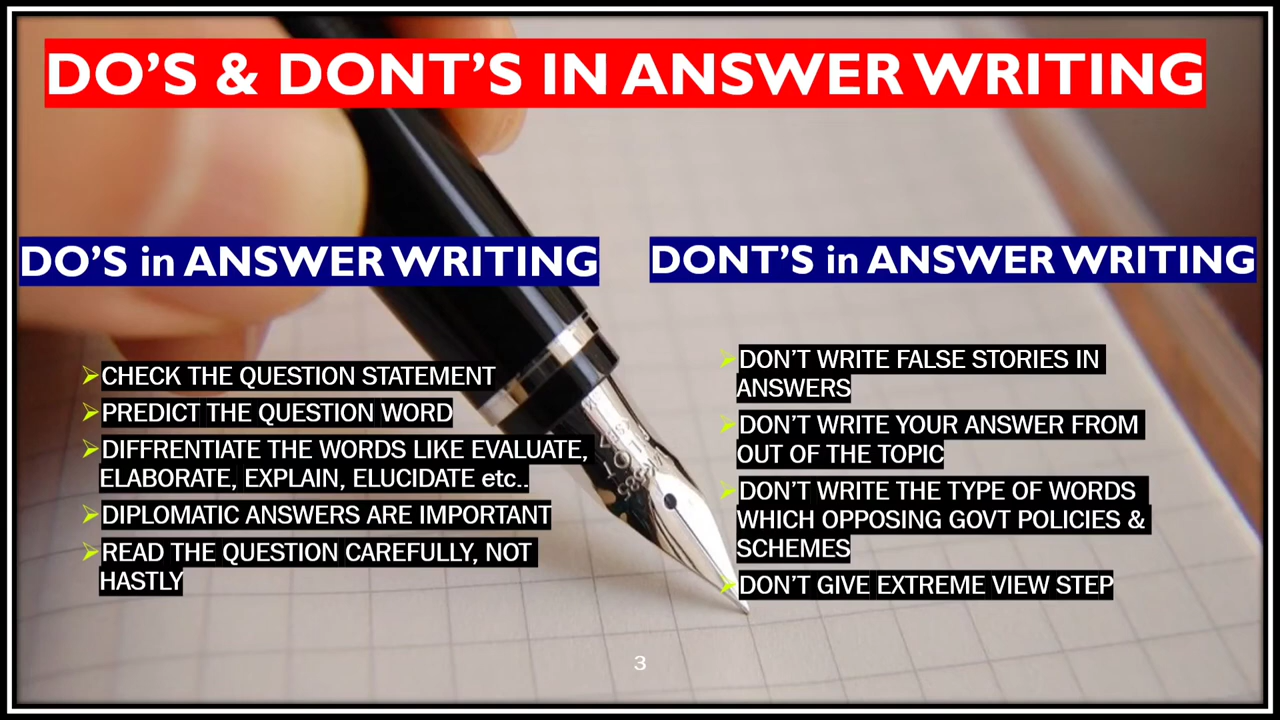 DO’S & DONT’S IN ANSWER WRITING
DO’S in ANSWER WRITING
CHECK THE QUESTION STATEMENT
PREDICT THE QUESTION WORD
DIFFRENTIATE THE WORDS LIKE EVALUATE,
ELABORATE, EXPLAIN, ELUCIDATE etc..
DIPLOMATIC ANSWERS ARE IMPORTANT
READ THE QUESTION CAREFULLY, NOT
HASTLY
DONT’S in ANSWER WRITING
DON’T WRITE FALSE STORIES IN
ANSWERS
DON’T WRITE YOUR ANSWER FROM
OUT OF THE TOPIC
DON’T WRITE THE TYPE OF WORDS
WHICH OPPOSING GOVT POLICIES &
SCHEMES
DON’T GIVE EXTREME VIEW STEP
3